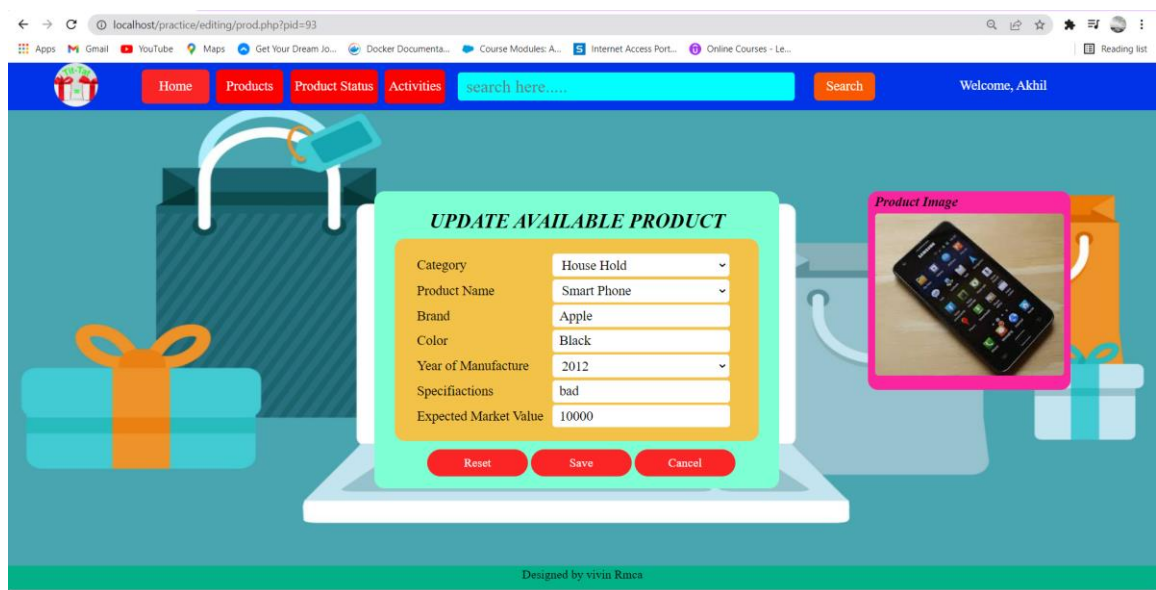 localhost/practice/editing/prod.php?pid=93
Apps Gmail YouTube Maps Get Your Dream Jo... Docker Documenta... Course Modules: A... Internet Access Port... Online Courses - Le... Reading list
Tit-Tat
Home Products Product Status Activities search here..... Search Welcome, Akhil
UPDATE AVAILABLE PRODUCT
Category House Hold
Product Name Smart Phone
Brand Apple
Color Black
Year of Manufacture 2012
Specifiactions bad
Expected Market Value 10000
Reset Save Cancel
Product Image
Designed by vivin Rmca